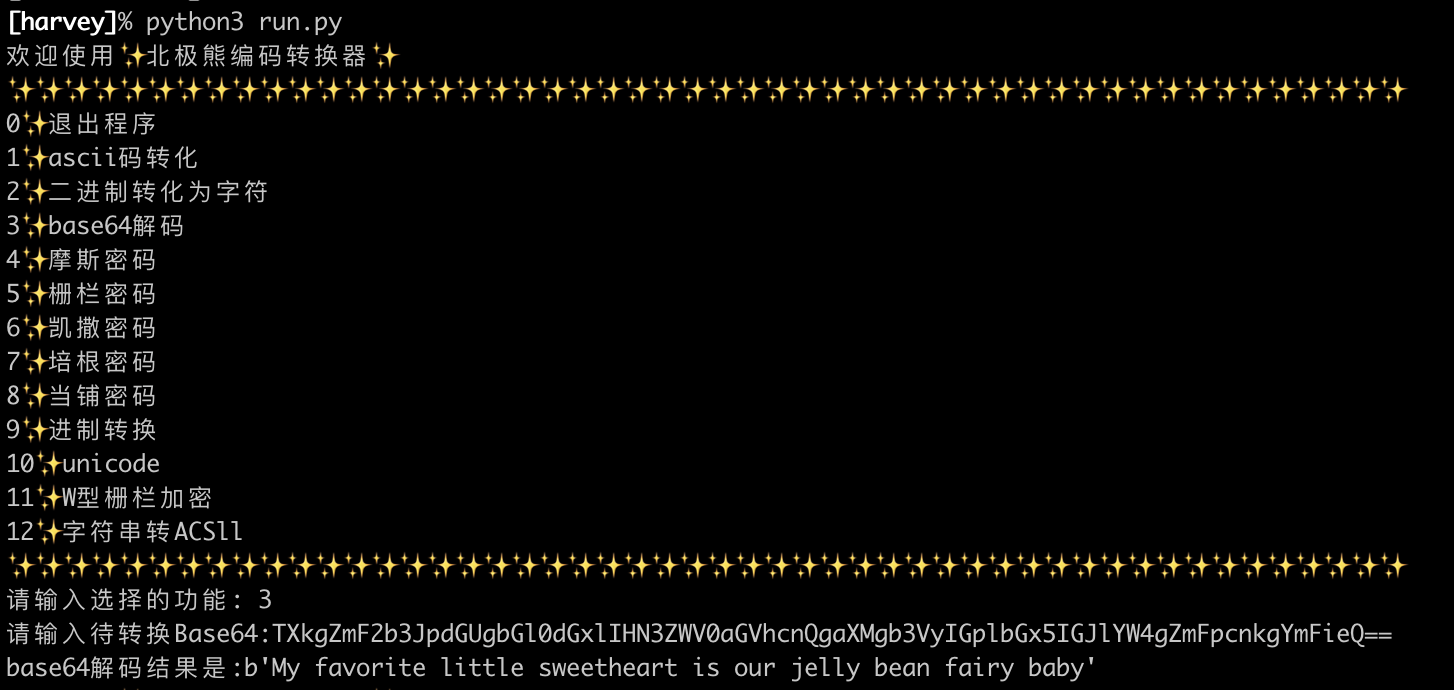 [harvey]% python3 run.py
欢迎使用✨北极熊编码转换器✨
✨✨✨✨✨✨✨✨✨✨✨✨✨✨✨✨✨✨✨✨✨✨✨✨✨✨✨✨✨✨✨✨✨✨✨✨✨✨✨✨✨✨✨✨✨✨✨✨✨✨
0✨退出程序
1✨ascii码转化
2✨二进制转化为字符
3✨base64解码
4✨摩斯密码
5✨栅栏密码
6✨凯撒密码
7✨培根密码
8✨当铺密码
9✨进制转换
10✨unicode
11✨W型栅栏加密
12✨字符串转ACSll
✨✨✨✨✨✨✨✨✨✨✨✨✨✨✨✨✨✨✨✨✨✨✨✨✨✨✨✨✨✨✨✨✨✨✨✨✨✨✨✨✨✨✨✨✨✨✨✨✨✨
请输入选择的功能: 3
请输入待转换Base64:TXkgZmF2b3JpdGUgbGl0dGxlIHN3ZWV0aGVhcnQgaXMgb3VyIGplbGx5IGJlYW4gZmFpcnkgYmFieQ==
base64解码结果是:b'My favorite little sweetheart is our jelly bean fairy baby'